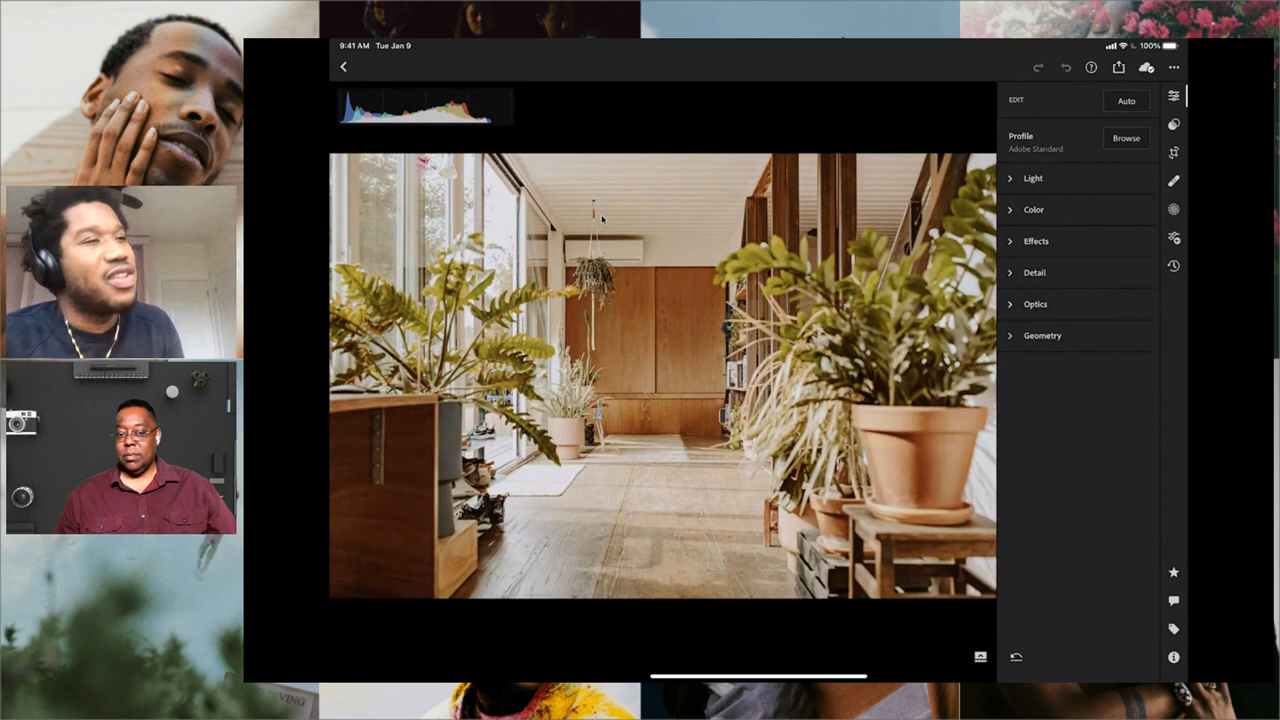 9:41 AM Tue Jan 9
100%
EDIT
Auto
Profile
Adobe Standard
Browse
Light
Color
Effects
Detail
Optics
Geometry
VING